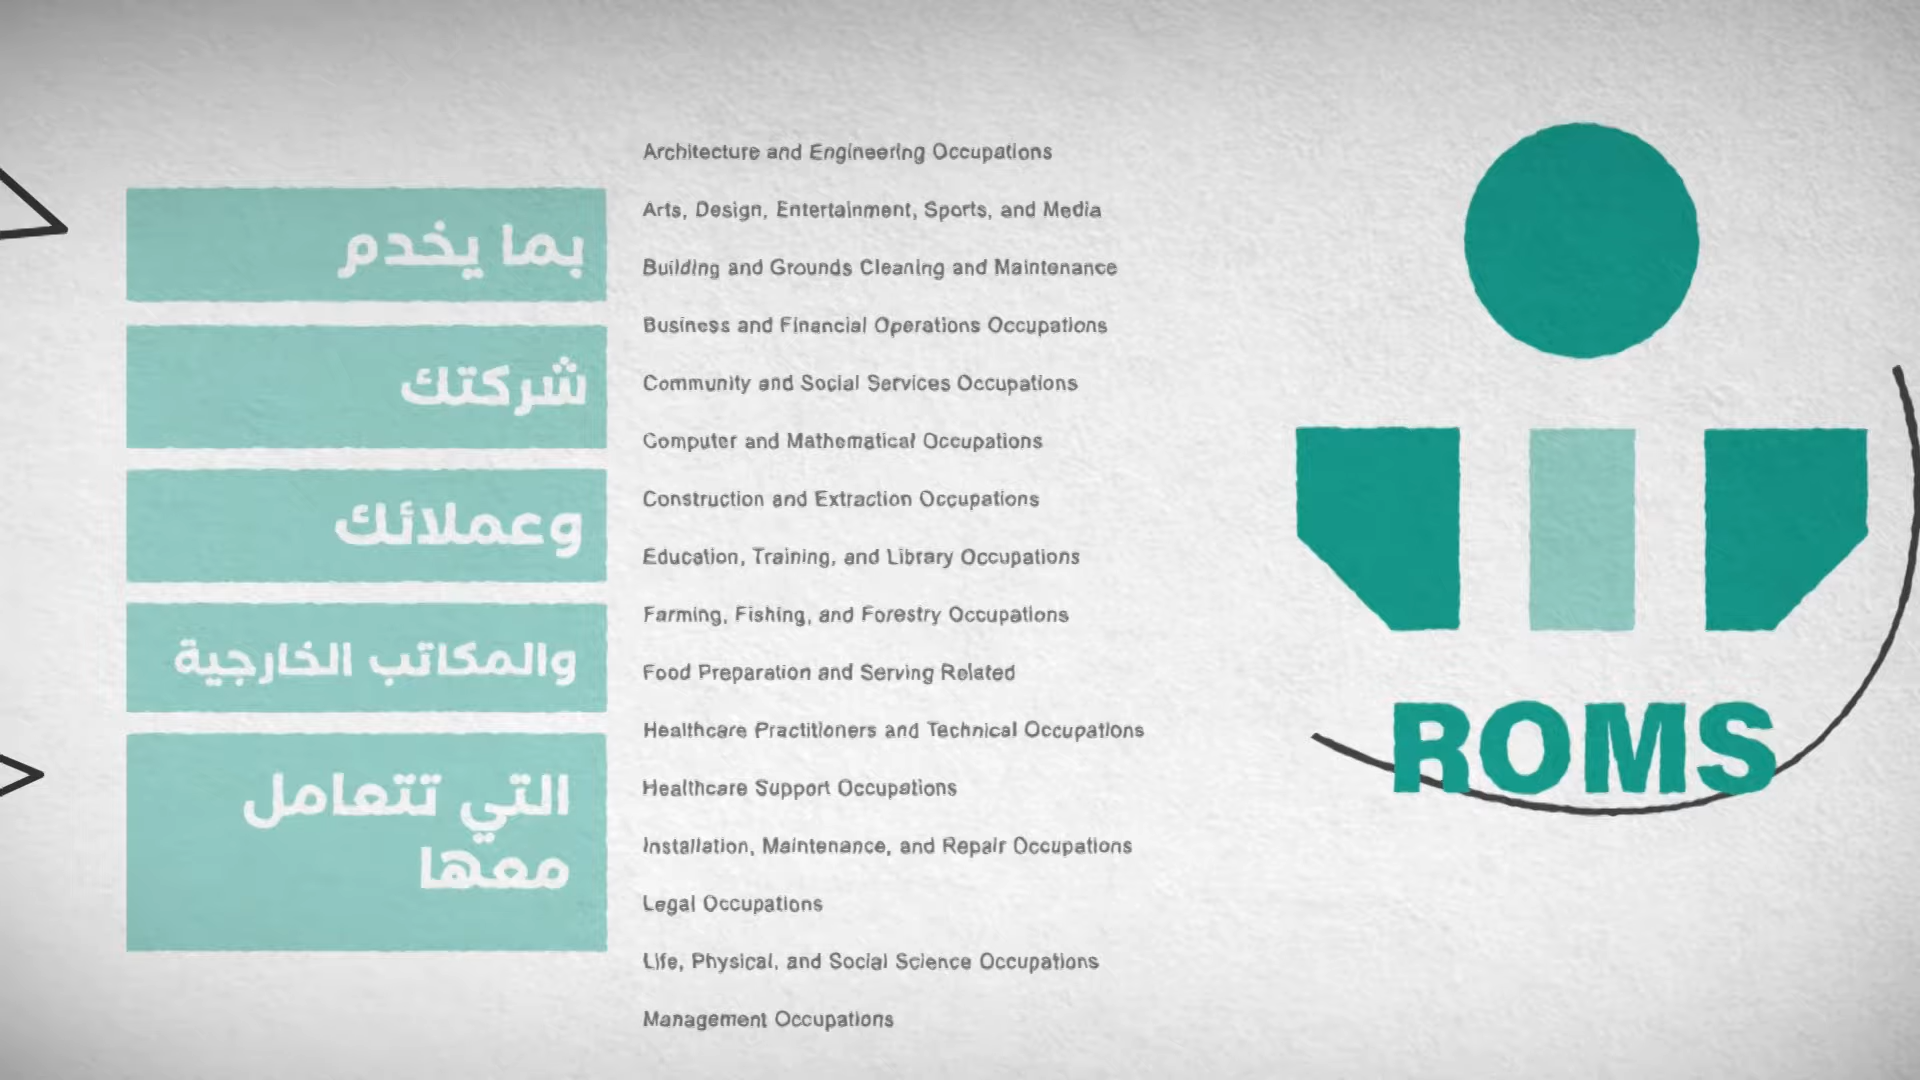 بما يخدم
شركتك
وعملائك
والمكاتب الخارجية
التي تتعامل
معها
Architecture and Engineering Occupations
Arts, Design, Entertainment, Sports, and Media
Building and Grounds Cleaning and Maintenance
Business and Financial Operations Occupations
Community and Social Services Occupations
Computer and Mathematical Occupations
Construction and Extraction Occupations
Education, Training, and Library Occupations
Farming, Fishing, and Forestry Occupations
Food Preparation and Serving Related
Healthcare Practitioners and Technical Occupations
Healthcare Support Occupations
Installation, Maintenance, and Repair Occupations
Legal Occupations
Life, Physical, and Social Science Occupations
Management Occupations
ROMS